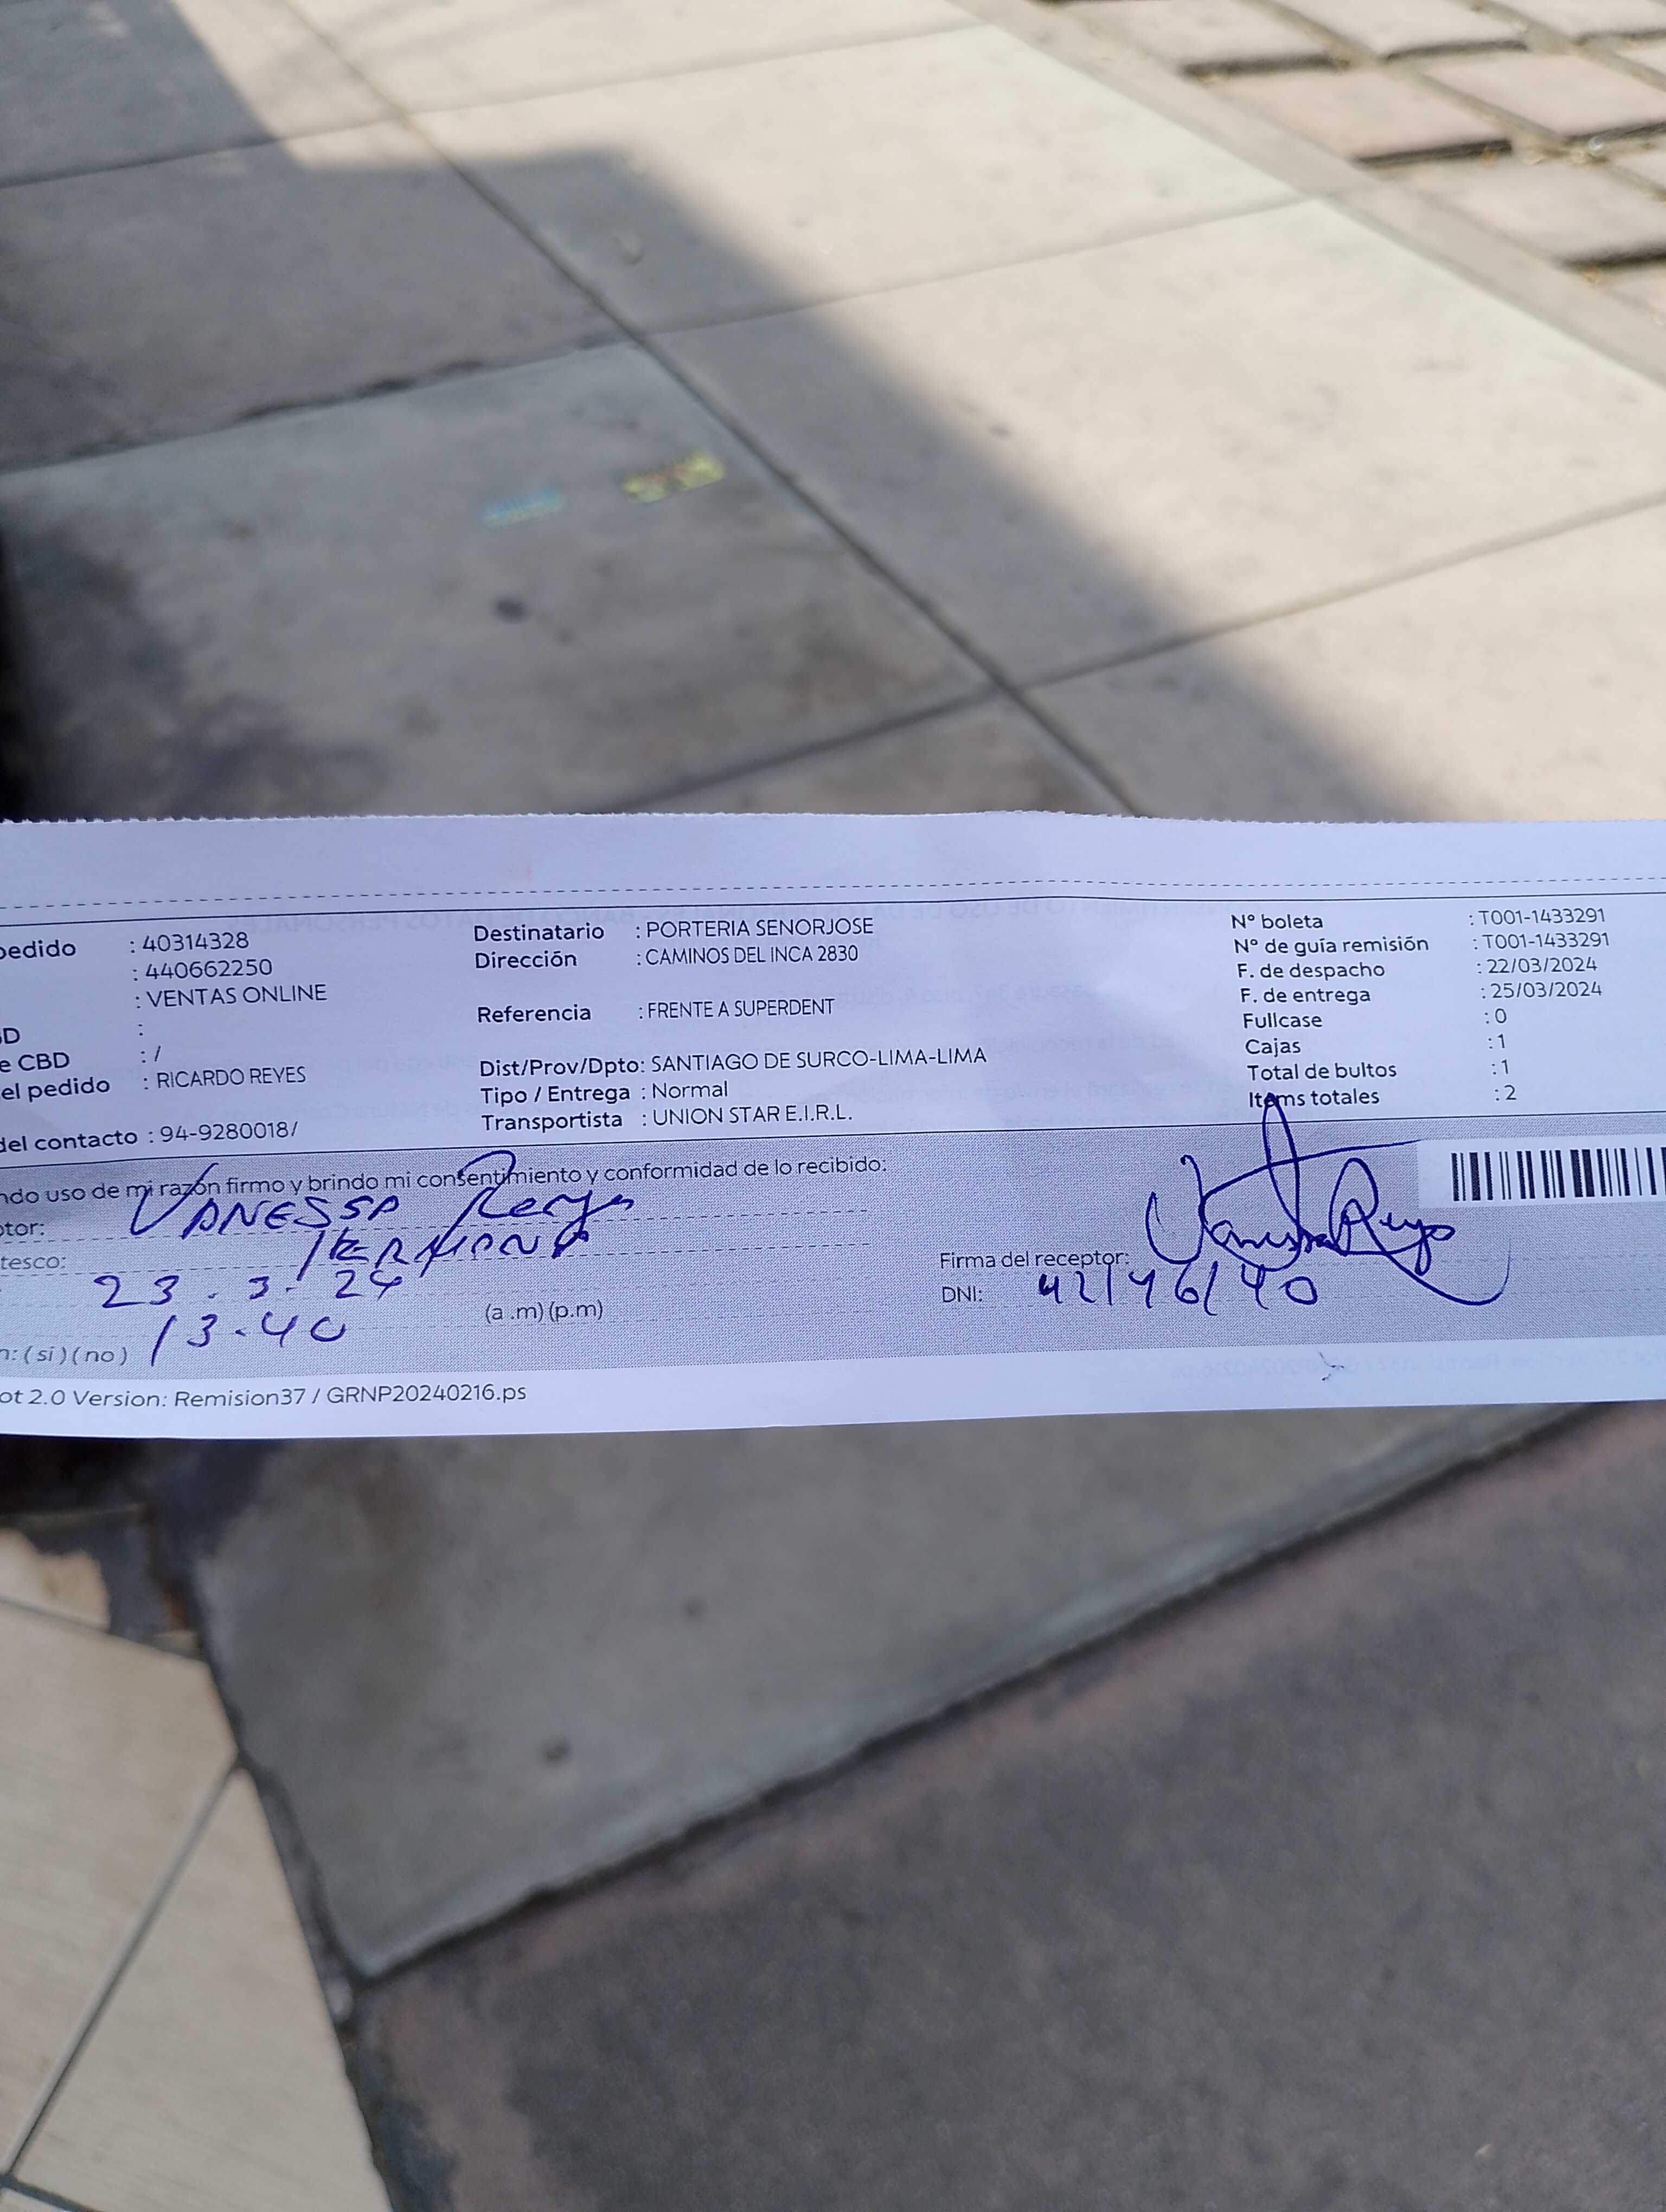 pedido : 40314328
: 440662250
: VENTAS ONLINE
D :
e CBD : /
el pedido : RICARDO REYES
del contacto : 94-9280018/
Destinatario : PORTERIA SENORJOSE
Dirección : CAMINOS DEL INCA 2830
Referencia : FRENTE A SUPERDENT
Dist/Prov/Dpto: SANTIAGO DE SURCO-LIMA-LIMA
Tipo / Entrega : Normal
Transportista : UNION STAR E.I.R.L.
N° boleta : T001-1433291
N° de guía remisión : T001-1433291
F. de despacho : 22/03/2024
F. de entrega : 25/03/2024
Fullcase : 0
Cajas : 1
Total de bultos : 1
Items totales : 2
ndo uso de mi razón firmo y brindo mi consentimiento y conformidad de lo recibido:
ptor: VANESSA Reyes
tesco: HERMANA
23 . 3. 24
13.40 (a .m) (p.m)
n: ( si ) ( no )
Firma del receptor: Vanessa Reyes
DNI:
ot 2.0 Version: Remision37 / GRNP20240216.ps